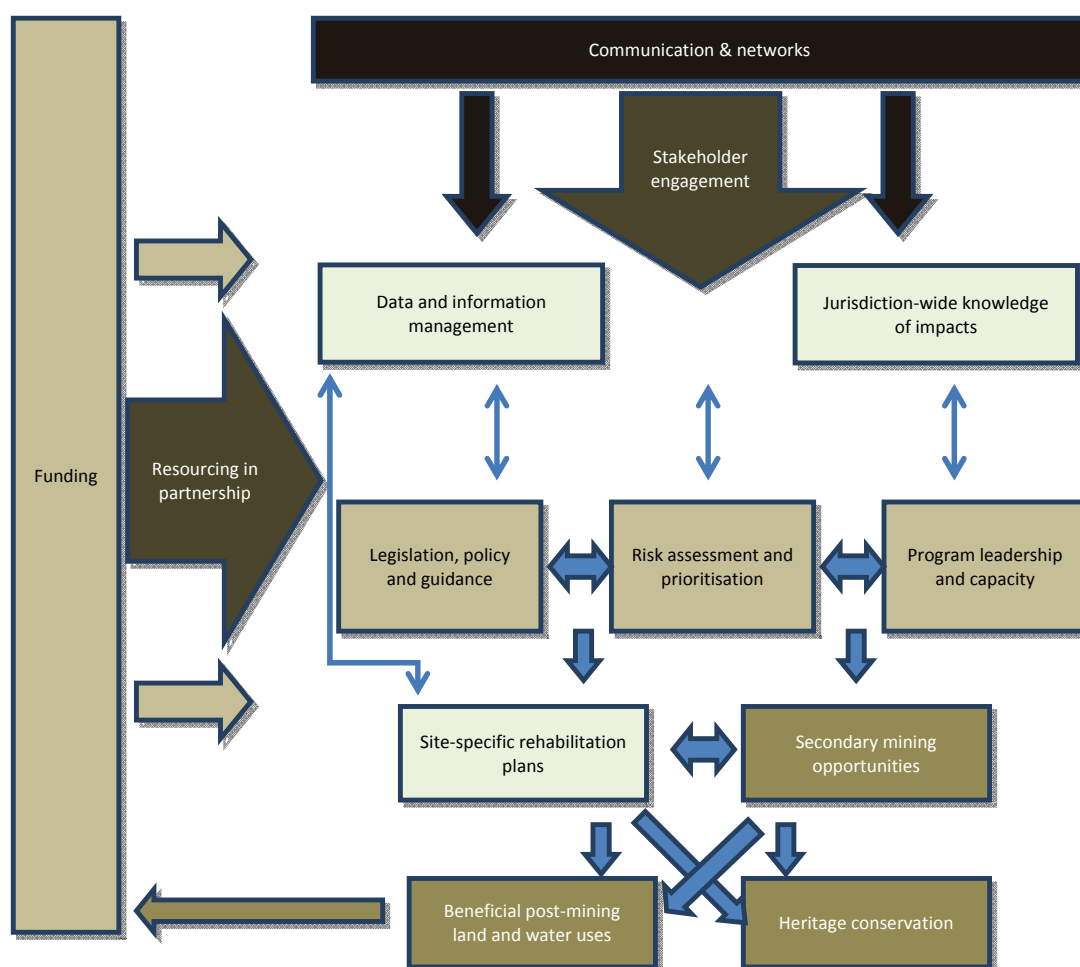 Communication & networks
Stakeholder
engagement
Data and information
management
Jurisdiction-wide knowledge
of impacts
Funding
Resourcing in
partnership
Legislation, policy
and guidance
Risk assessment and
prioritisation
Program leadership
and capacity
Site-specific rehabilitation
plans
Secondary mining
opportunities
Beneficial post-mining
land and water uses
Heritage conservation